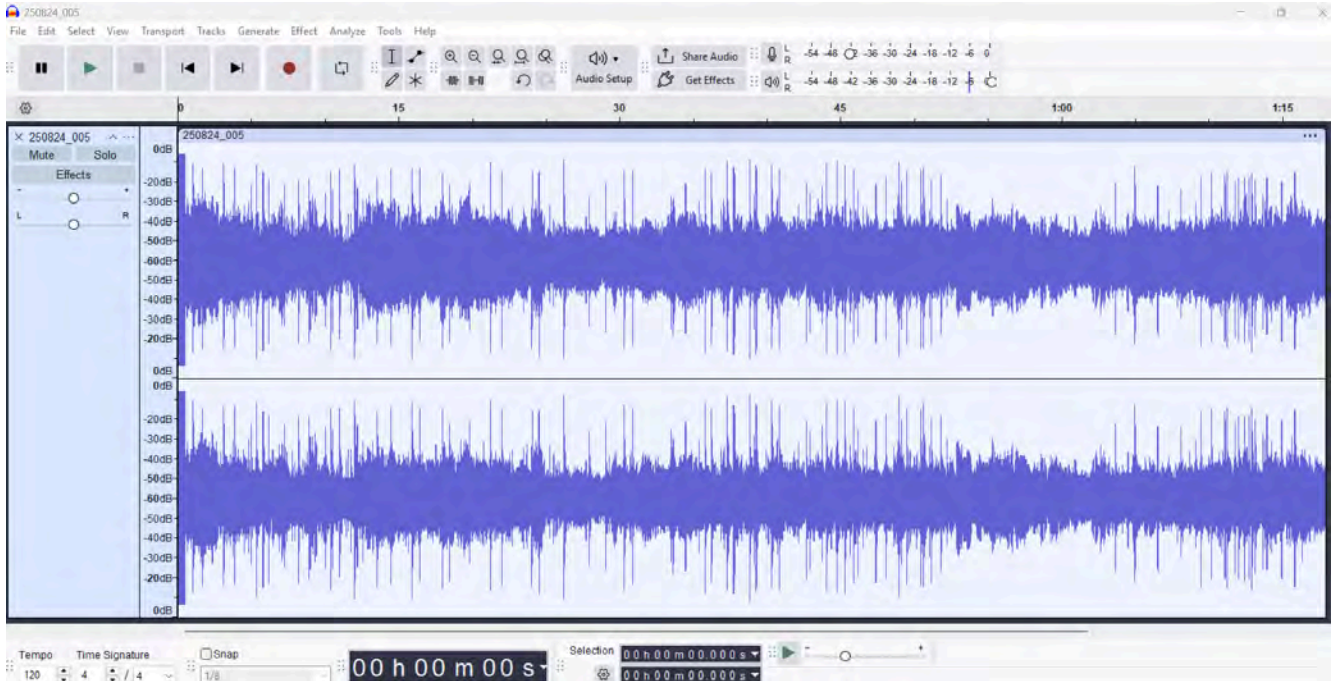 250824_005
File Edit Select View Transport Tracks Generate Effect Analyze Tools Help
Audio Setup
Share Audio
Get Effects
L
R -54 -48 -42 -36 -30 -24 -18 -12 -6 0
L
R -54 -48 -42 -36 -30 -24 -18 -12 -6 0
0 15 30 45 1:00 1:15
250824_005
Mute Solo
Effects
- +
L R
250824_005
0dB
-20dB
-30dB
-40dB
-50dB
-60dB
-50dB
-40dB
-30dB
-20dB
0dB
0dB
-20dB
-30dB
-40dB
-50dB
-60dB
-50dB
-40dB
-30dB
-20dB
0dB
Tempo
120
Time Signature
4 / 4
Snap
1/8
00 h 00 m 00 s
Selection
00 h 00 m 00.000 s
00 h 00 m 00.000 s
- +